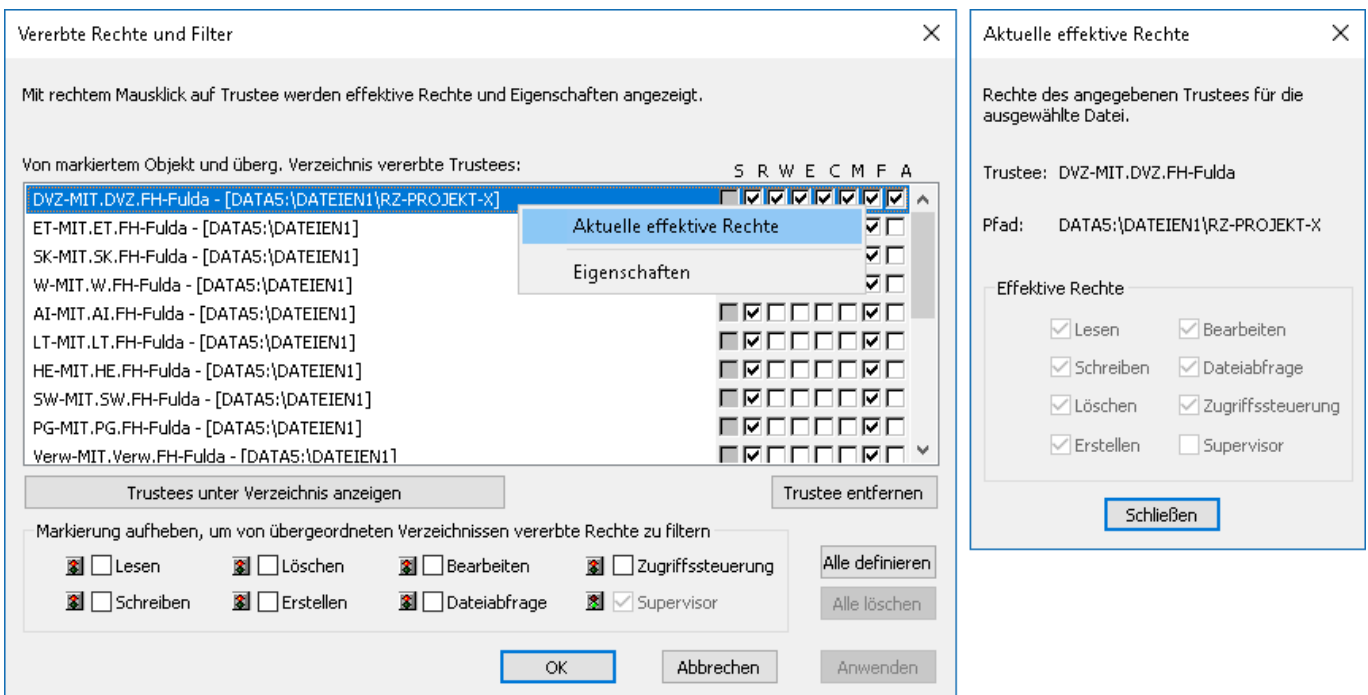 Vererbte Rechte und Filter
Mit rechtem Mausklick auf Trustee werden effektive Rechte und Eigenschaften angezeigt.
Von markiertem Objekt und überg. Verzeichnis vererbte Trustees:
S R W E C M F A
DVZ-MIT.DVZ.FH-Fulda - [DATA5:\DATEIEN1\RZ-PROJEKT-X]
ET-MIT.ET.FH-Fulda - [DATA5:\DATEIEN1]
SK-MIT.SK.FH-Fulda - [DATA5:\DATEIEN1]
W-MIT.W.FH-Fulda - [DATA5:\DATEIEN1]
AI-MIT.AI.FH-Fulda - [DATA5:\DATEIEN1]
LT-MIT.LT.FH-Fulda - [DATA5:\DATEIEN1]
HE-MIT.HE.FH-Fulda - [DATA5:\DATEIEN1]
SW-MIT.SW.FH-Fulda - [DATA5:\DATEIEN1]
PG-MIT.PG.FH-Fulda - [DATA5:\DATEIEN1]
Verw-MIT.Verw.FH-Fulda - [DATA5:\DATEIEN1]
Aktuelle effektive Rechte
Eigenschaften
Trustees unter Verzeichnis anzeigen
Trustee entfernen
Markierung aufheben, um von übergeordneten Verzeichnissen vererbte Rechte zu filtern
Lesen Löschen Bearbeiten Zugriffssteuerung
Schreiben Erstellen Dateiabfrage Supervisor
Alle definieren
Alle löschen
OK Abbrechen Anwenden
Aktuelle effektive Rechte
Rechte des angegebenen Trustees für die
ausgewählte Datei.
Trustee: DVZ-MIT.DVZ.FH-Fulda
Pfad: DATA5:\DATEIEN1\RZ-PROJEKT-X
Effektive Rechte
Lesen Bearbeiten
Schreiben Dateiabfrage
Löschen Zugriffssteuerung
Erstellen Supervisor
Schließen